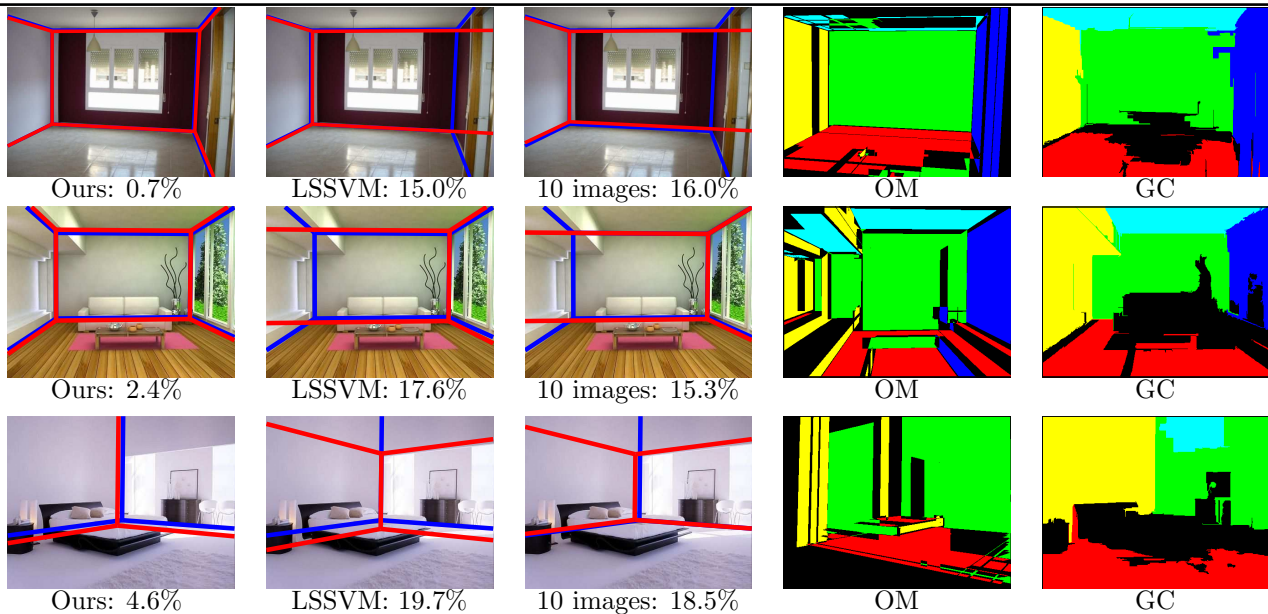 Ours: 0.7% LSSVM: 15.0% 10 images: 16.0% OM GC
Ours: 2.4% LSSVM: 17.6% 10 images: 15.3% OM GC
Ours: 4.6% LSSVM: 19.7% 10 images: 18.5% OM GC